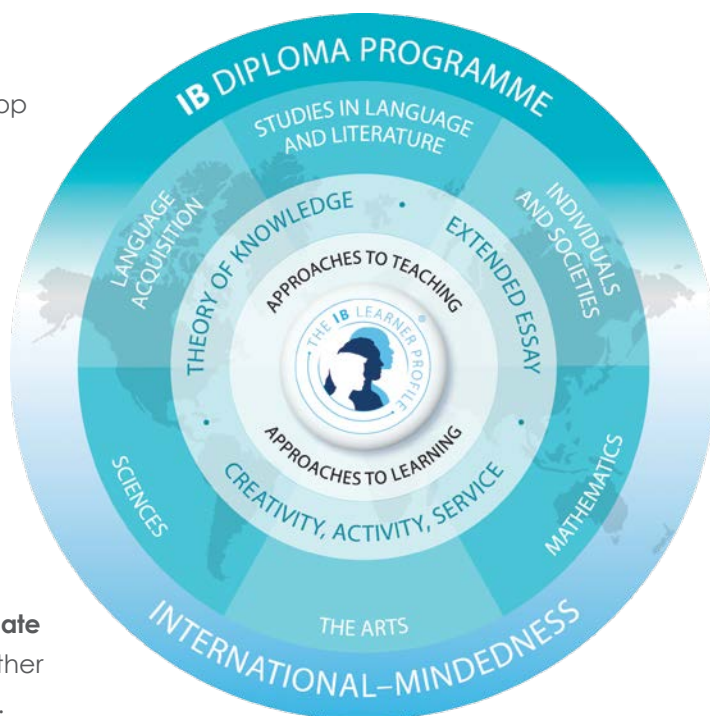 op
IB DIPLOMA PROGRAMME
STUDIES IN LANGUAGE
AND LITERATURE
LANGUAGE
ACQUISITION
INDIVIDUALS
AND SOCIETIES
THEORY OF KNOWLEDGE
•
EXTENDED ESSAY
APPROACHES TO TEACHING
THE IB LEARNER PROFILE
®
APPROACHES TO LEARNING
•
•
CREATIVITY, ACTIVITY, SERVICE
SCIENCES
MATHEMATICS
THE ARTS
ate
ther
.
INTERNATIONAL–MINDEDNESS